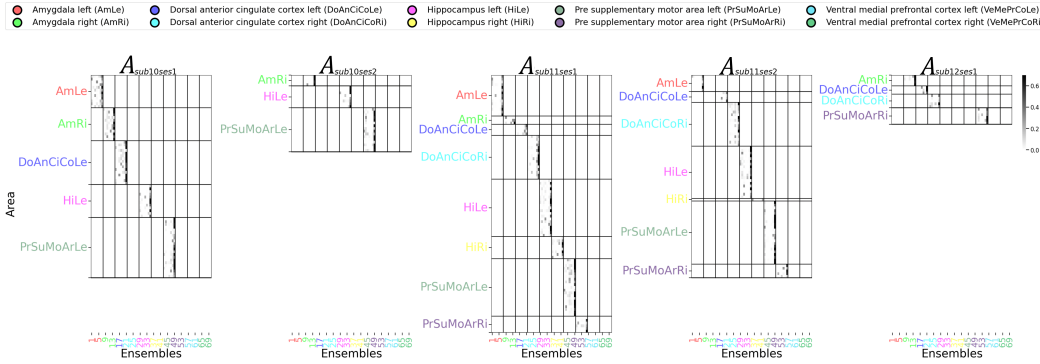 Amygdala left (AmLe) Dorsal anterior cingulate cortex left (DoAnCiCoLe) Hippocampus left (HiLe) Pre supplementary motor area left (PrSuMoArLe) Ventral medial prefrontal cortex left (VeMePrCoLe)
Amygdala right (AmRi) Dorsal anterior cingulate cortex right (DoAnCiCoRi) Hippocampus right (HiRi) Pre supplementary motor area right (PrSuMoArRi) Ventral medial prefrontal cortex right (VeMePrCoRi
A sub10ses1
Area
AmLe
AmRi
DoAnCiCoLe
HiLe
PrSuMoArLe
Ensembles
A sub10ses2
AmRi
HiLe
PrSuMoArLe
Ensembles
A sub11ses1
AmLe
AmRi
DoAnCiCoLe
DoAnCiCoRi
HiLe
HiRi
PrSuMoArLe
PrSuMoArRi
Ensembles
A sub11ses2
AmLe
DoAnCiCoLe
DoAnCiCoRi
HiLe
HiRi
PrSuMoArLe
PrSuMoArRi
Ensembles
A sub12ses1
AmRi
DoAnCiCoLe
DoAnCiCoRi
PrSuMoArRi
Ensembles
0.6
0.4
0.2
0.0